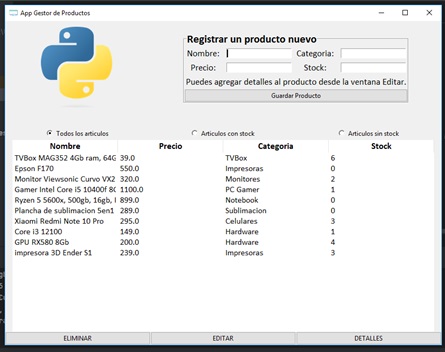 App Gestor de Productos
Registrar un producto nuevo
Nombre: Categoria:
Precio: Stock:
Puedes agregar detalles al producto desde la ventana Editar.
Guardar Producto
Todos los articulos Articulos con stock Articulos sin stock
Nombre Precio Categoria Stock
TVBox MAG352 4Gb ram, 64G 39.0 TVBox 6
Epson F170 550.0 Impresoras 0
Monitor Viewsonic Curvo VX2 320.0 Monitores 2
Gamer Intel Core i5 10400f 8G 1100.0 PC Gamer 1
Ryzen 5 5600x, 500gb, 16gb, 899.0 Notebook 0
Plancha de sublimacion 5en1 289.0 Sublimacion 0
Xiaomi Redmi Note 10 Pro 295.0 Celulares 3
Core i3 12100 149.0 Hardware 1
GPU RX580 8Gb 200.0 Hardware 4
impresora 3D Ender S1 239.0 Impresoras 3
ELIMINAR EDITAR DETALLES